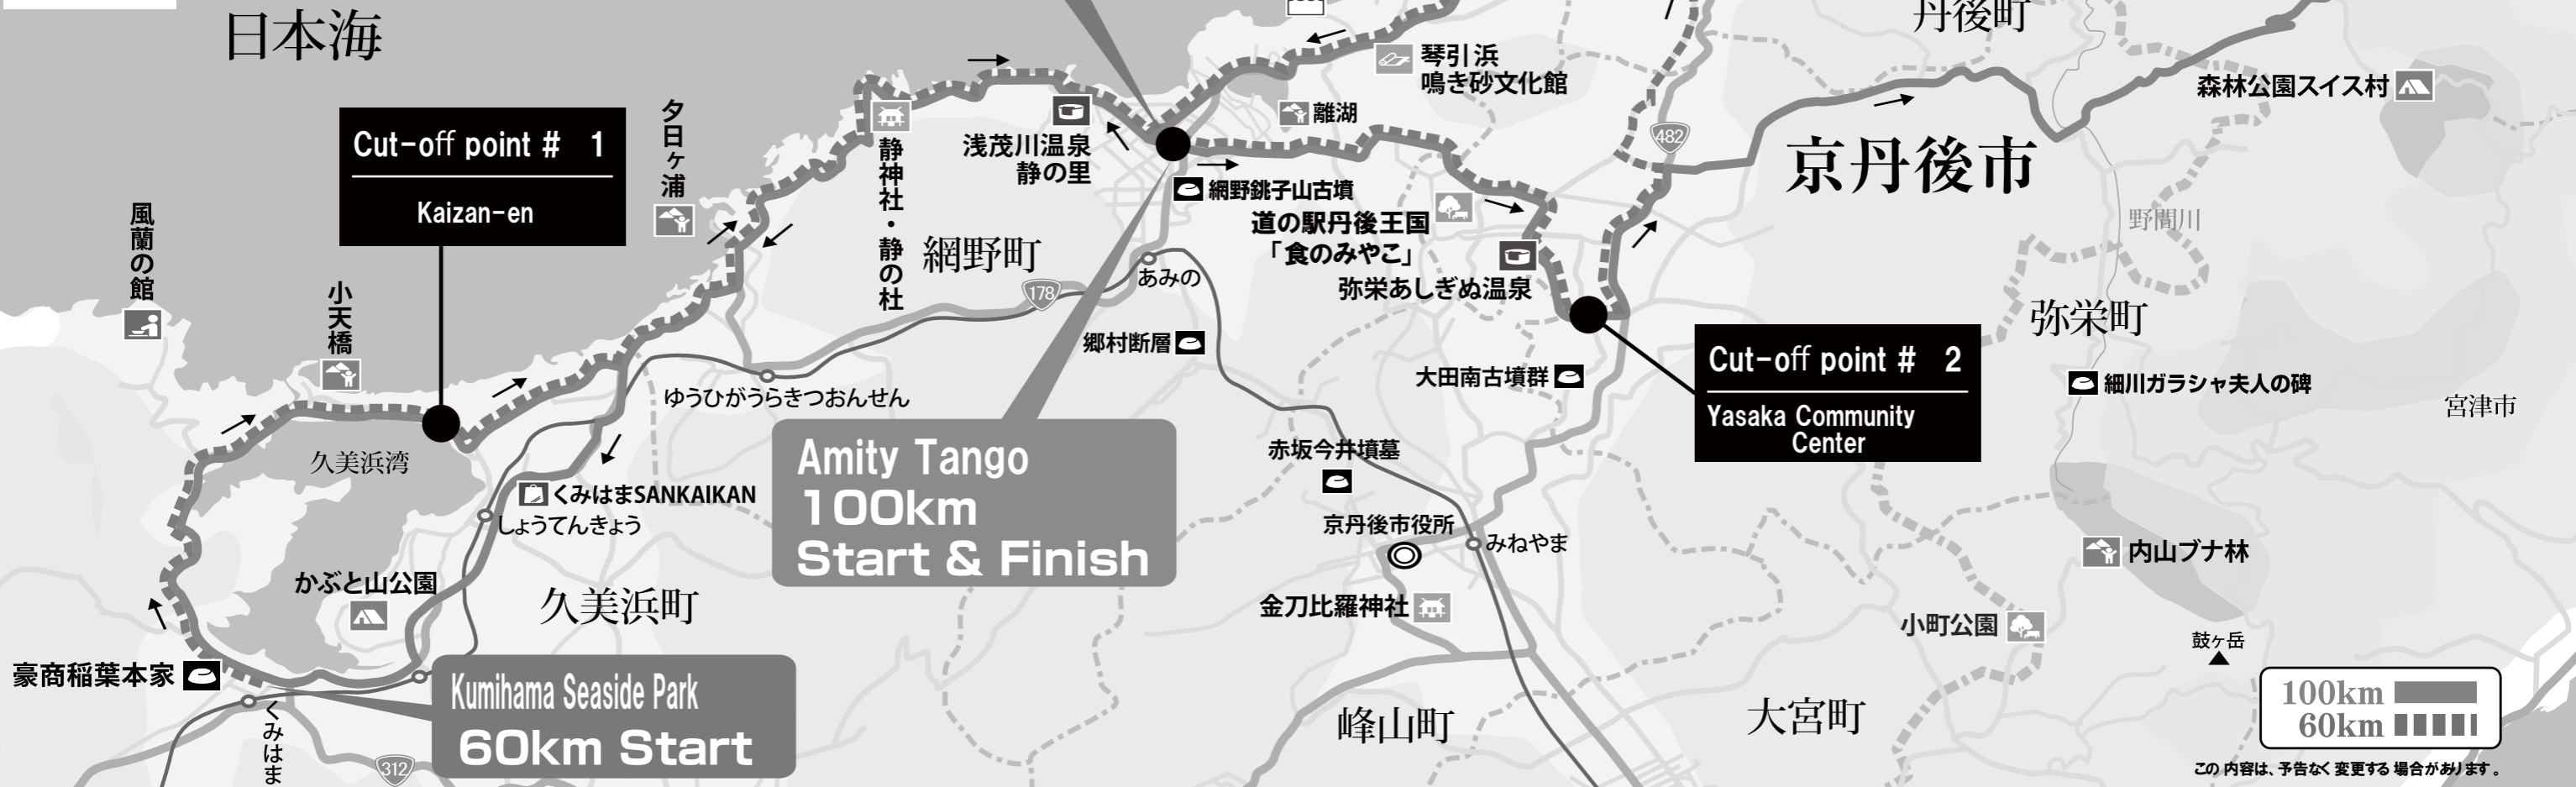 日本海
丹後町
琴引浜
鳴き砂文化館
森林公園スイス村
離湖
Cut-off point # 1
Kaizan-en
夕日ヶ浦
静神社・静の杜
浅茂川温泉
静の里
482
京丹後市
網野銚子山古墳
道の駅丹後王国
「食のみやこ」
弥栄あしぎぬ温泉
野間川
風蘭の館
小天橋
網野町
あみの
178
郷村断層
弥栄町
Cut-off point # 2
Yasaka Community
Center
大田南古墳群
細川ガラシャ夫人の碑
宮津市
ゆうひがうらきつおんせん
久美浜湾
Amity Tango
100km
Start & Finish
赤坂今井墳墓
くみはまSANKAIKAN
しょうてんきょう
京丹後市役所
みねやま
内山ブナ林
かぶと山公園
久美浜町
金刀比羅神社
小町公園
鼓ヶ岳
豪商稲葉本家
Kumihama Seaside Park
60km Start
くみはま
312
峰山町
大宮町
100km
60km
この内容は、予告なく変更する場合があります。